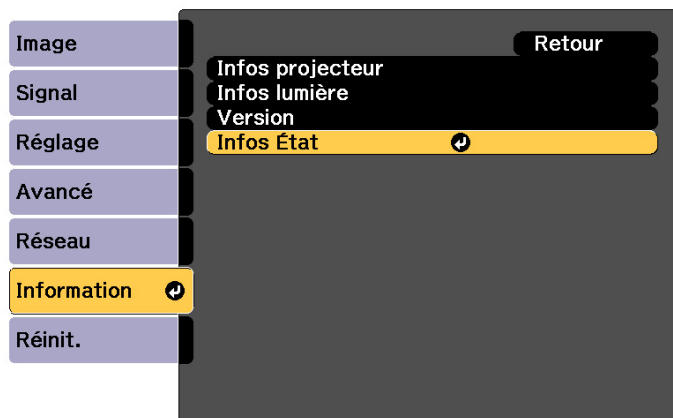 Image
Signal
Réglage
Avancé
Réseau
Information
Réinit.
Retour
Infos projecteur
Infos lumière
Version
Infos État